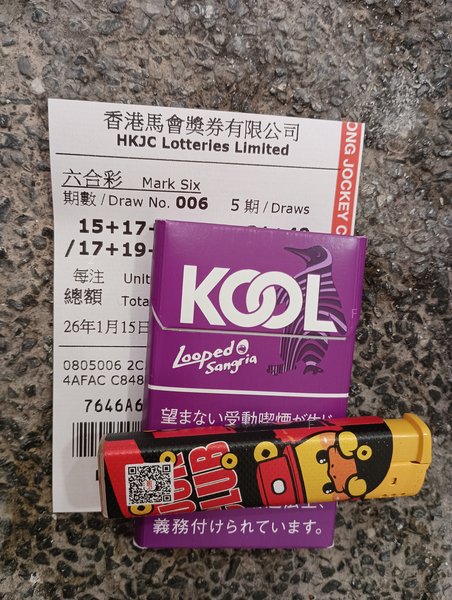 香港馬會獎券有限公司
HKJC Lotteries Limited
ONG JOCKEY C
六合彩 Mark Six
期數 / Draw No. 006 5 期 / Draws
15+17+
/17+19
每注 Unit
總額 Tota
26年1月15日
0805006 2C
4AFAC C848
7646A6
KOOL
Looped
Sangria
望まない受動喫煙が生じ
CLUB
義務付けられています。